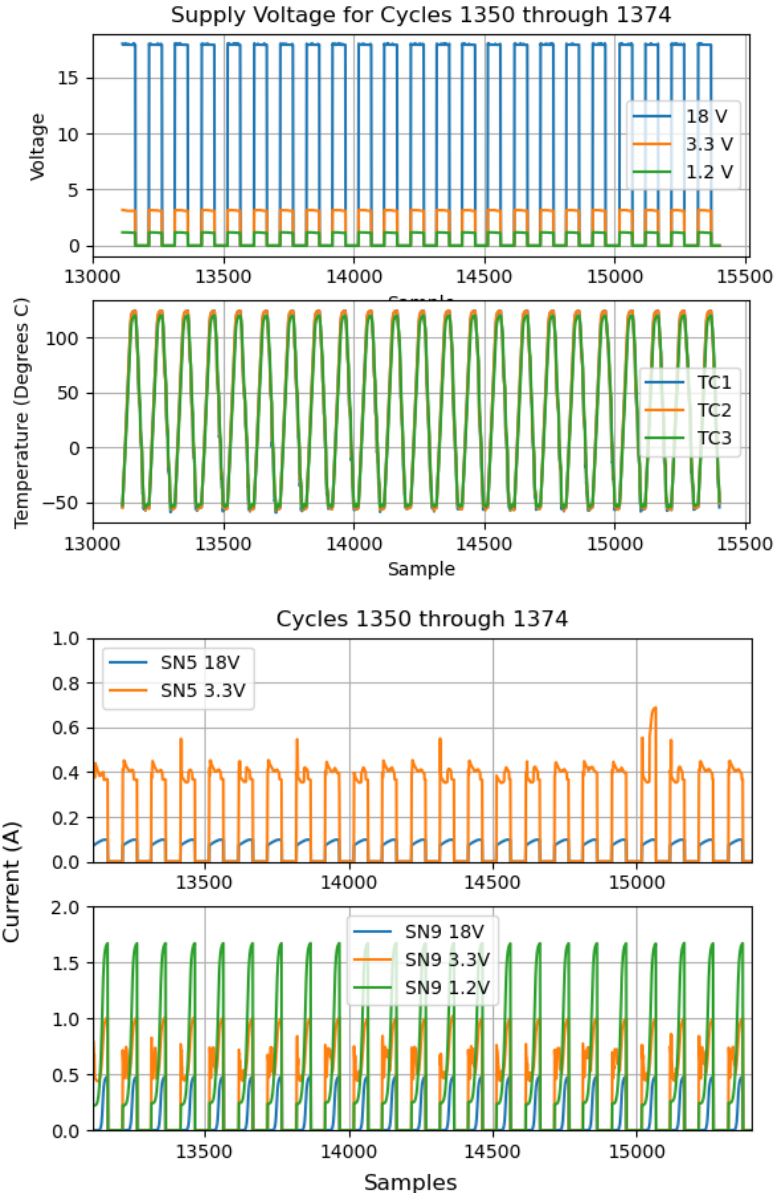 Supply Voltage for Cycles 1350 through 1374
Voltage
15
10
5
0
18 V
3.3 V
1.2 V
13000 13500 14000 14500 15000 15500
Sample
Temperature (Degrees C)
100
50
0
−50
TC1
TC2
TC3
13000 13500 14000 14500 15000 15500
Sample
Cycles 1350 through 1374
Current (A)
1.0
0.8
0.6
0.4
0.2
0.0
SN5 18V
SN5 3.3V
13500 14000 14500 15000
2.0
1.5
1.0
0.5
0.0
SN9 18V
SN9 3.3V
SN9 1.2V
13500 14000 14500 15000
Samples